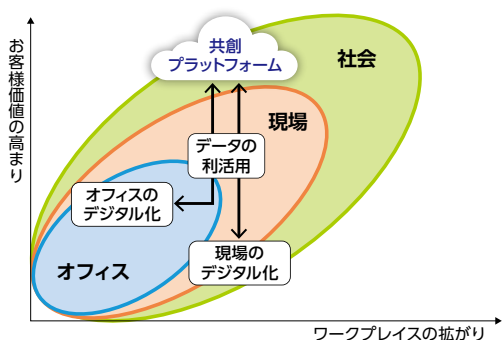 お客様価値の高まり
共創
プラットフォーム
社会
現場
データの
利活用
オフィスの
デジタル化
現場の
デジタル化
オフィス
ワークプレイスの拡がり